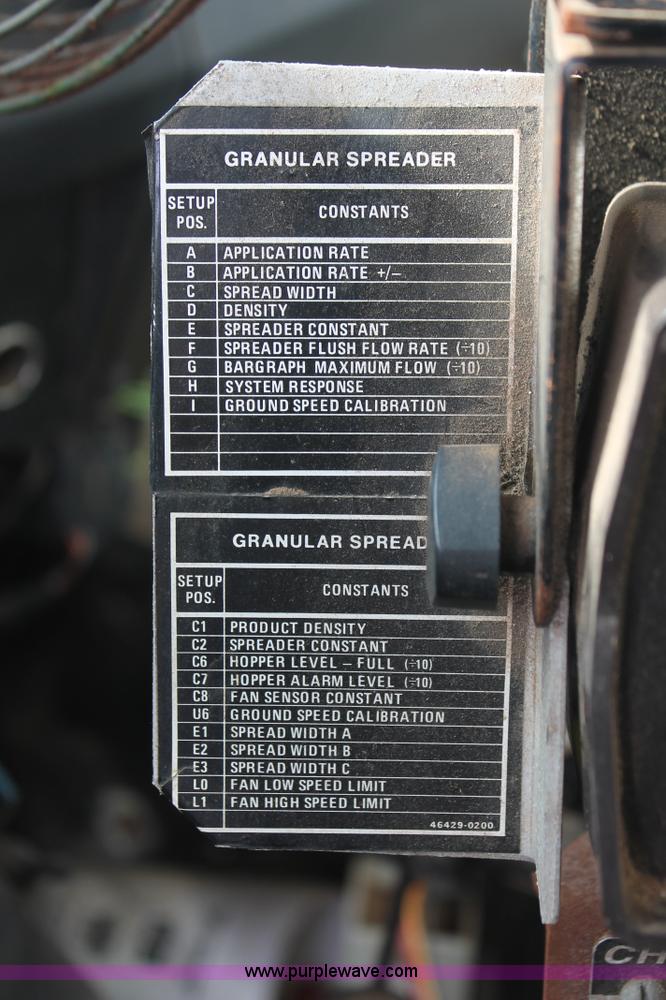 GRANULAR SPREADER
SETUP POS. CONSTANTS
A APPLICATION RATE
B APPLICATION RATE +/−
C SPREAD WIDTH
D DENSITY
E SPREADER CONSTANT
F SPREADER FLUSH FLOW RATE (÷10)
G BARGRAPH MAXIMUM FLOW (÷10)
H SYSTEM RESPONSE
I GROUND SPEED CALIBRATION
GRANULAR SPREAD
SETUP POS. CONSTANTS
C1 PRODUCT DENSITY
C2 SPREADER CONSTANT
C6 HOPPER LEVEL – FULL (÷10)
C7 HOPPER ALARM LEVEL (÷10)
C8 FAN SENSOR CONSTANT
U6 GROUND SPEED CALIBRATION
E1 SPREAD WIDTH A
E2 SPREAD WIDTH B
E3 SPREAD WIDTH C
L0 FAN LOW SPEED LIMIT
L1 FAN HIGH SPEED LIMIT
46429-0200
CH
www.purplewave.com